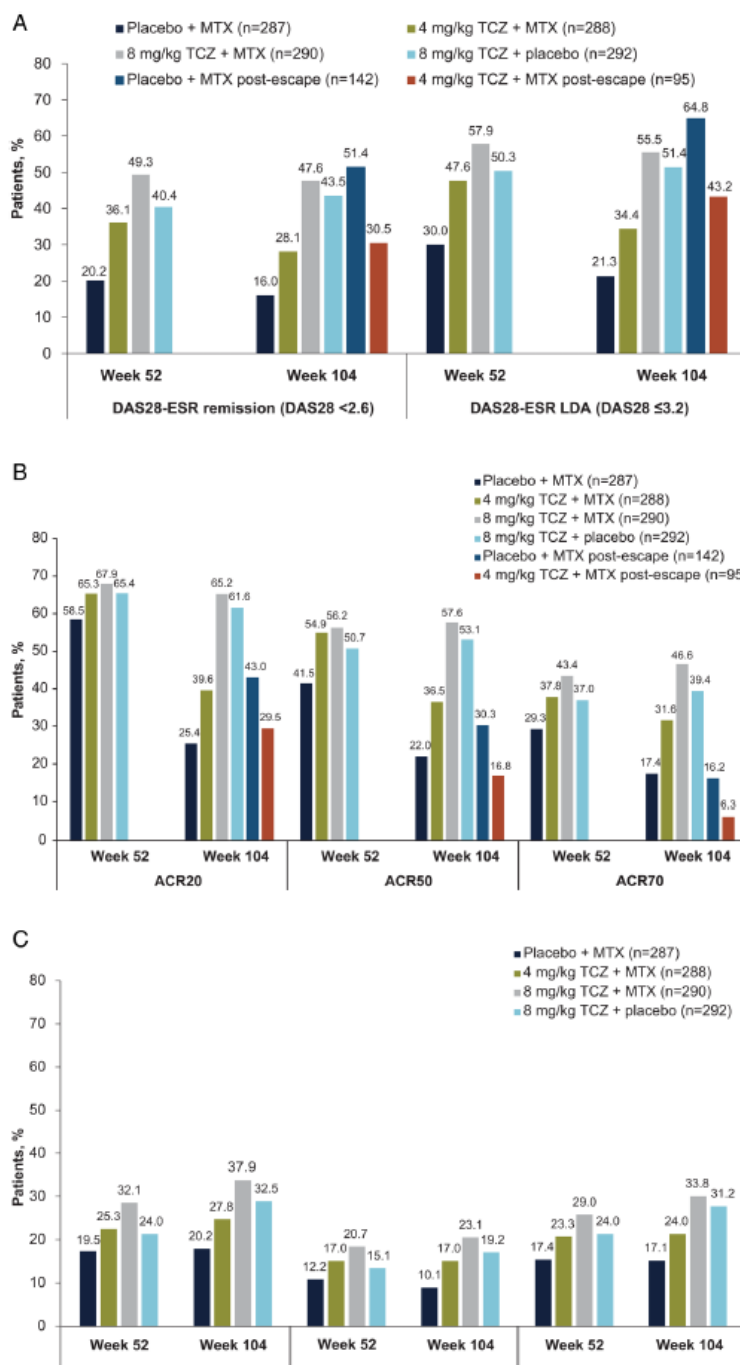 A
Placebo + MTX (n=287)
4 mg/kg TCZ + MTX (n=288)
8 mg/kg TCZ + MTX (n=290)
8 mg/kg TCZ + placebo (n=292)
Placebo + MTX post-escape (n=142)
4 mg/kg TCZ + MTX post-escape (n=95)
Patients, %
80
70
60
50
40
30
20
10
0
20.2 36.1 49.3 40.4
16.0 28.1 47.6 43.5 51.4 30.5
30.0 47.6 57.9 50.3
21.3 34.4 55.5 51.4 64.8 43.2
Week 52 Week 104 Week 52 Week 104
DAS28-ESR remission (DAS28 <2.6) DAS28-ESR LDA (DAS28 ≤3.2)
B
Placebo + MTX (n=287)
4 mg/kg TCZ + MTX (n=288)
8 mg/kg TCZ + MTX (n=290)
8 mg/kg TCZ + placebo (n=292)
Placebo + MTX post-escape (n=142)
4 mg/kg TCZ + MTX post-escape (n=95
Patients, %
80
70
60
50
40
30
20
10
0
58.5 65.3 67.9 65.4
25.4 39.6 65.2 61.6 43.0 29.5
41.5 54.9 56.2 50.7
22.0 36.5 57.6 53.1 30.3 16.8
29.3 37.8 43.4 37.0
17.4 31.6 46.6 39.4 16.2 6.3
Week 52 Week 104 Week 52 Week 104 Week 52 Week 104
ACR20 ACR50 ACR70
C
Placebo + MTX (n=287)
4 mg/kg TCZ + MTX (n=288)
8 mg/kg TCZ + MTX (n=290)
8 mg/kg TCZ + placebo (n=292)
Patients, %
80
70
60
50
40
30
20
10
0
19.5 25.3 32.1 24.0
20.2 27.8 37.9 32.5
12.2 17.0 20.7 15.1
10.1 17.0 23.1 19.2
17.4 23.3 29.0 24.0
17.1 24.0 33.8 31.2
Week 52 Week 104 Week 52 Week 104 Week 52 Week 104